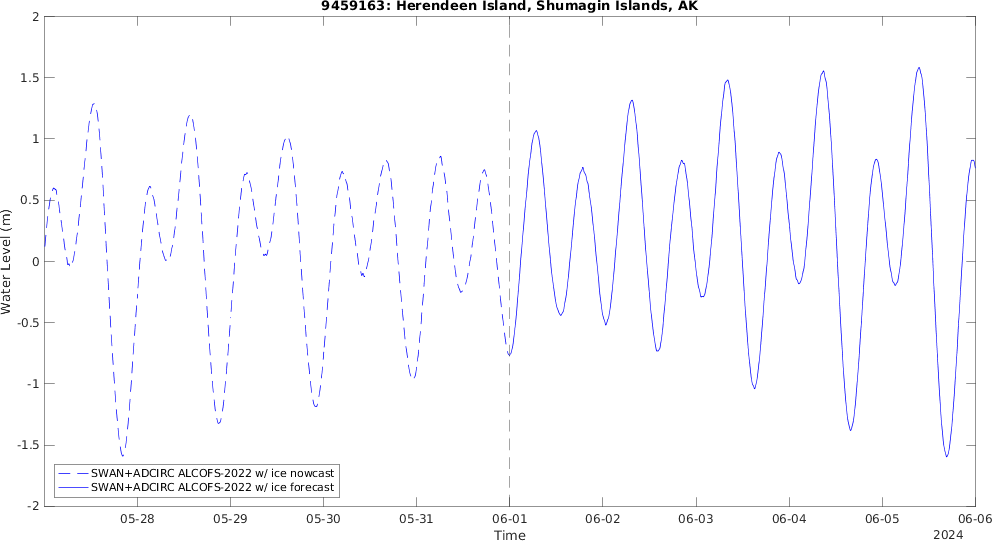 9459163: Herendeen Island, Shumagin Islands, AK
2
1.5
1
0.5
0
-0.5
-1
-1.5
-2
Water Level (m)
SWAN+ADCIRC ALCOFS-2022 w/ ice nowcast
SWAN+ADCIRC ALCOFS-2022 w/ ice forecast
05-28 05-29 05-30 05-31 06-01 06-02 06-03 06-04 06-05 06-06
Time
2024